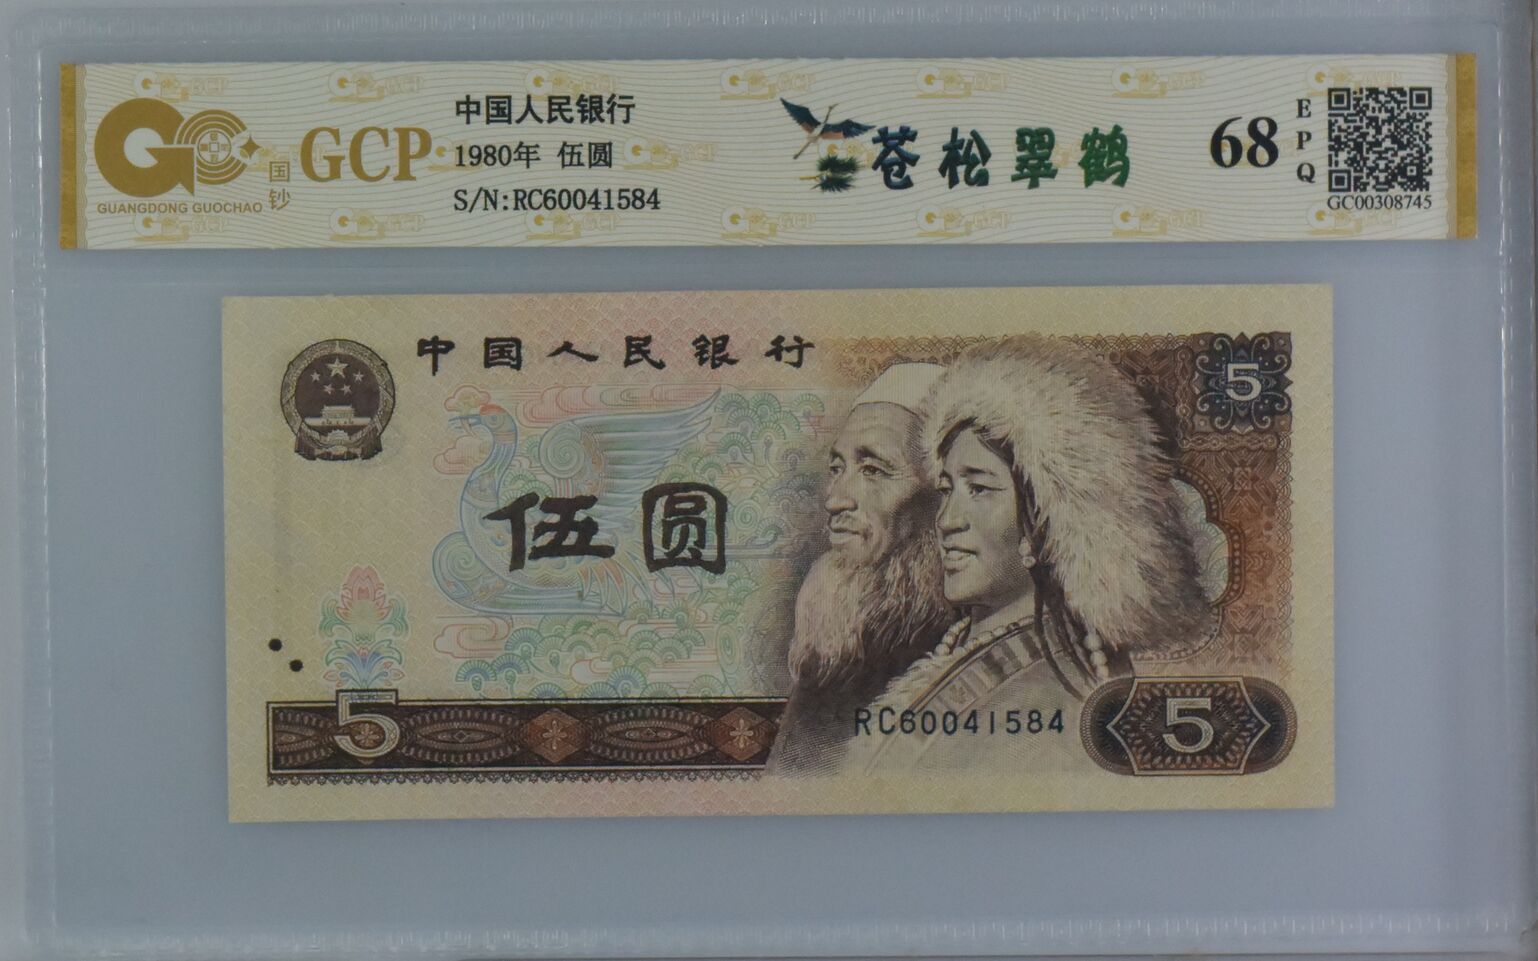 GUANGDONG GUOCHAO
国钞
GCP
中国人民银行
1980年 伍圆
S/N:RC60041584
苍松翠鹤
68
EPQ
GC00308745
中国人民银行
5
伍圆
5
RC60041584
5